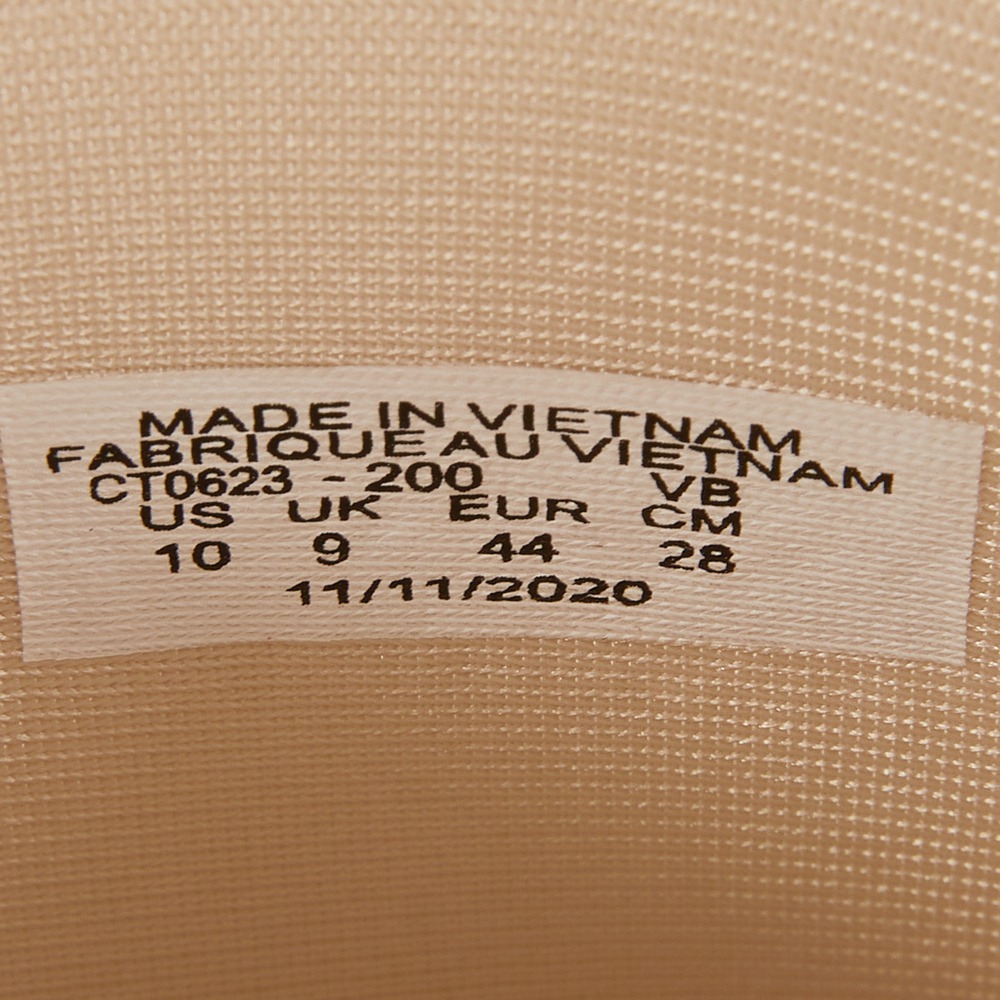 MADE IN VIETNAM
FABRIQUE AU VIETNAM
CT0623 - 200 VB
US UK EUR CM
10 9 44 28
11/11/2020